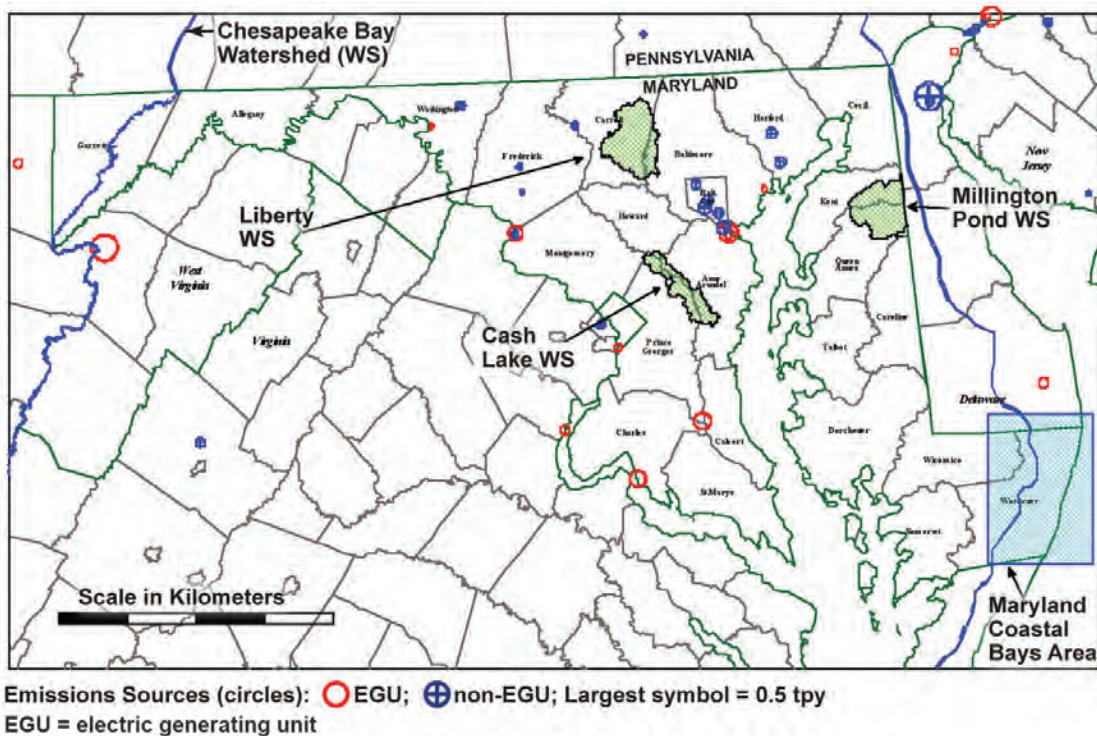 Chesapeake Bay
Watershed (WS)
PENNSYLVANIA
MARYLAND
Cecil
Allegany
Washington
Harford
Garrett
New
Jersey
Frederick
Baltimore
Millington
Pond WS
Kent
Liberty
WS
Howard
Montgomery
Queen
Annes
West
Virginia
Anne
Arundel
Cash
Lake WS
Virginia
Prince
Georges
Caroline
Talbot
Delaware
Charles
Calvert
Dorchester
Wicomico
St Marys
Worcester
Somerset
Scale in Kilometers
Maryland
Coastal
Bays Area
Emissions Sources (circles): EGU; non-EGU; Largest symbol = 0.5 tpy
EGU = electric generating unit